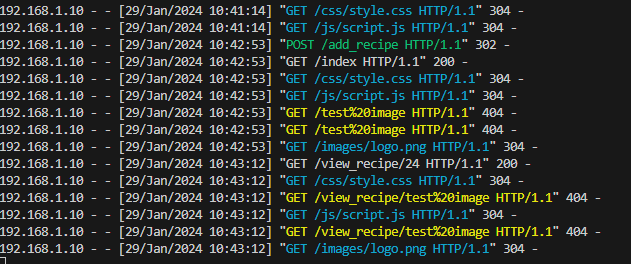 192.168.1.10 - - [29/Jan/2024 10:41:14] "GET /css/style.css HTTP/1.1" 304 -
192.168.1.10 - - [29/Jan/2024 10:41:14] "GET /js/script.js HTTP/1.1" 304 -
192.168.1.10 - - [29/Jan/2024 10:42:53] "POST /add_recipe HTTP/1.1" 302 -
192.168.1.10 - - [29/Jan/2024 10:42:53] "GET /index HTTP/1.1" 200 -
192.168.1.10 - - [29/Jan/2024 10:42:53] "GET /css/style.css HTTP/1.1" 304 -
192.168.1.10 - - [29/Jan/2024 10:42:53] "GET /js/script.js HTTP/1.1" 304 -
192.168.1.10 - - [29/Jan/2024 10:42:53] "GET /test%20image HTTP/1.1" 404 -
192.168.1.10 - - [29/Jan/2024 10:42:53] "GET /test%20image HTTP/1.1" 404 -
192.168.1.10 - - [29/Jan/2024 10:42:53] "GET /images/logo.png HTTP/1.1" 304 -
192.168.1.10 - - [29/Jan/2024 10:43:12] "GET /view_recipe/24 HTTP/1.1" 200 -
192.168.1.10 - - [29/Jan/2024 10:43:12] "GET /css/style.css HTTP/1.1" 304 -
192.168.1.10 - - [29/Jan/2024 10:43:12] "GET /view_recipe/test%20image HTTP/1.1" 404 -
192.168.1.10 - - [29/Jan/2024 10:43:12] "GET /js/script.js HTTP/1.1" 304 -
192.168.1.10 - - [29/Jan/2024 10:43:12] "GET /view_recipe/test%20image HTTP/1.1" 404 -
192.168.1.10 - - [29/Jan/2024 10:43:12] "GET /images/logo.png HTTP/1.1" 304 -